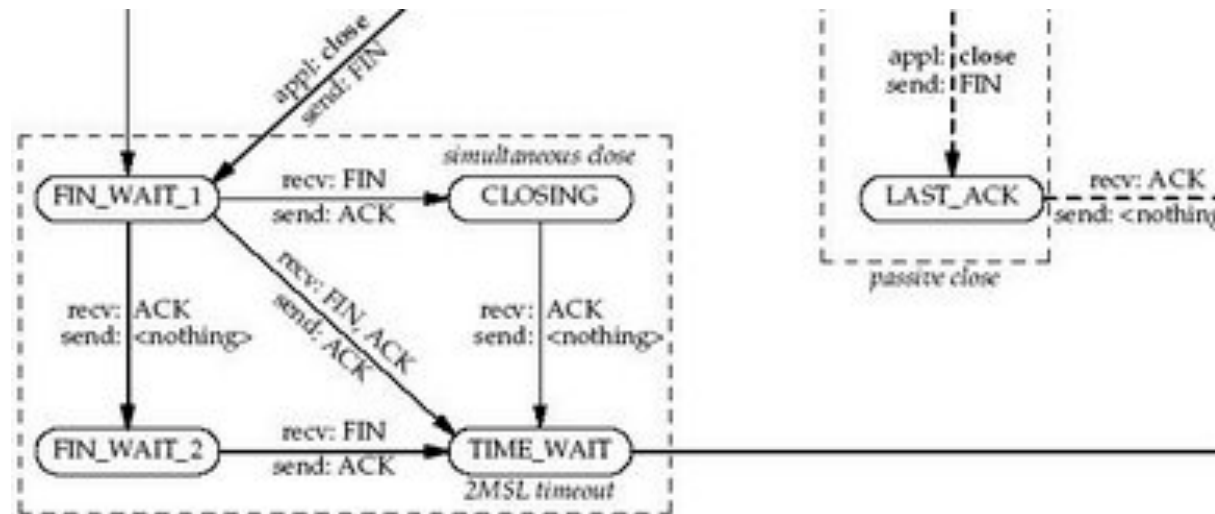 appl: close
send: FIN
appl: close
send: FIN
simultaneous close
FIN_WAIT_1
recv: FIN
send: ACK
CLOSING
LAST_ACK
recv: ACK
send: <nothing
passive close
recv: ACK
send: <nothing>
recv: FIN, ACK
send: ACK
recv: ACK
send: <nothing>
FIN_WAIT_2
recv: FIN
send: ACK
TIME_WAIT
2MSL timeout